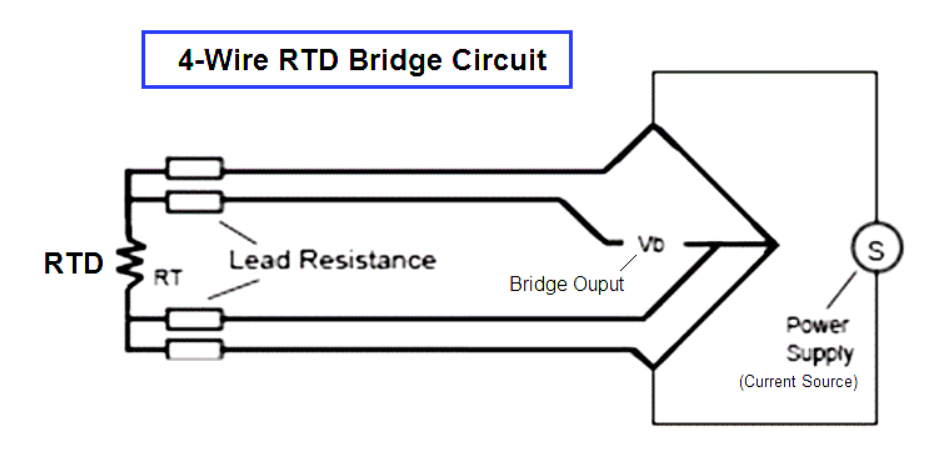 4-Wire RTD Bridge Circuit
RTD
RT
Lead Resistance
Vb
Bridge Ouput
S
Power
Supply
(Current Source)